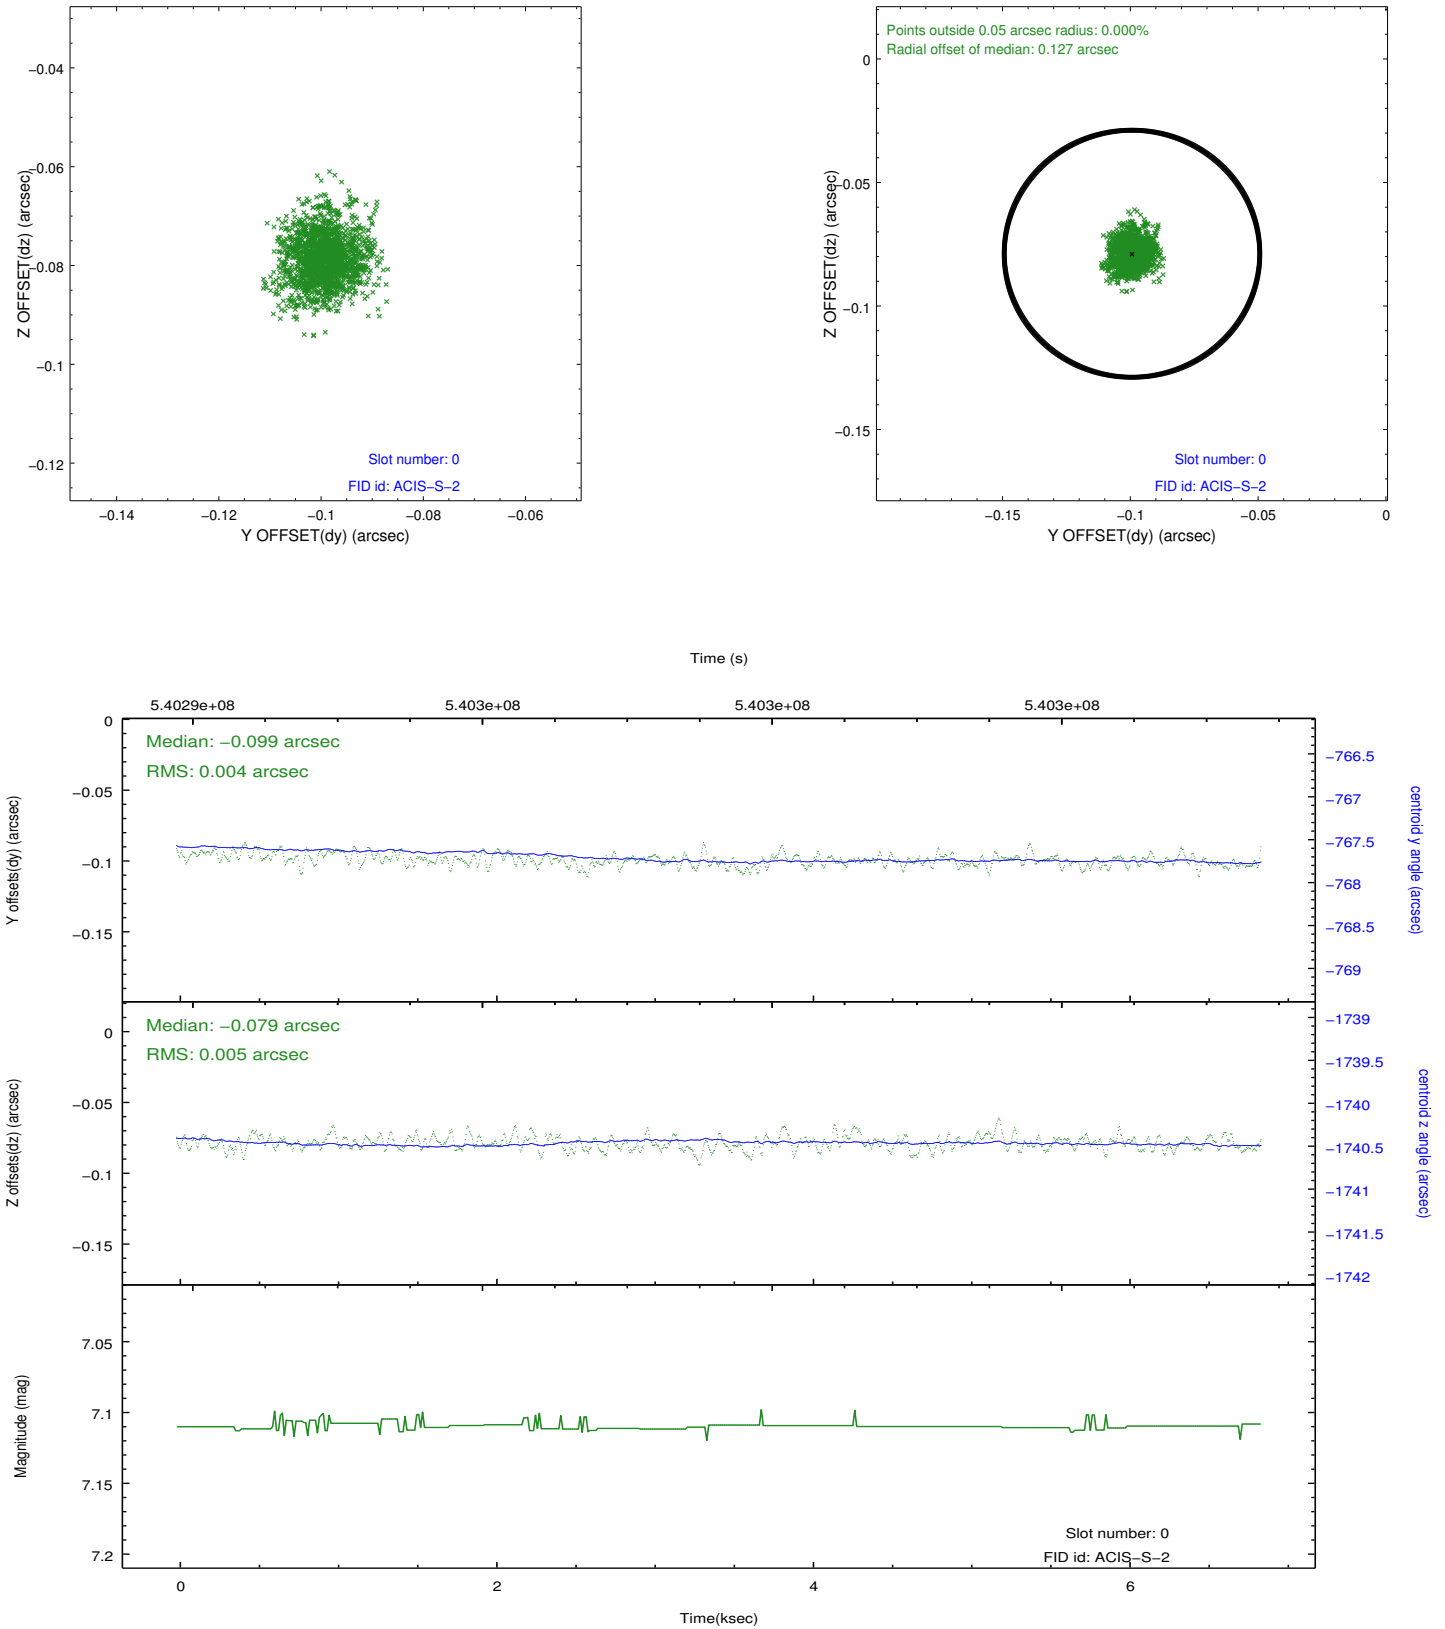 −0.04
−0.06
−0.08
−0.1
−0.12
Z OFFSET(dz) (arcsec)
Slot number: 0
FID id: ACIS−S−2
−0.14
−0.12
−0.1
−0.08
−0.06
Y OFFSET(dy) (arcsec)
Points outside 0.05 arcsec radius: 0.000%
Radial offset of median: 0.127 arcsec
0
−0.05
−0.1
−0.15
Z OFFSET(dz) (arcsec)
Slot number: 0
FID id: ACIS−S−2
−0.15
−0.1
−0.05
0
Y OFFSET(dy) (arcsec)
Time (s)
5.4029e+08
5.403e+08
5.403e+08
5.403e+08
Median: −0.099 arcsec
RMS: 0.004 arcsec
0
−0.05
−0.1
−0.15
Y offsets(dy) (arcsec)
−766.5
−767
−767.5
−768
−768.5
−769
centroid y angle (arcsec)
Median: −0.079 arcsec
RMS: 0.005 arcsec
0
−0.05
−0.1
−0.15
Z offsets(dz) (arcsec)
−1739
−1739.5
−1740
−1740.5
−1741
−1741.5
−1742
centroid z angle (arcsec)
7.05
7.1
7.15
7.2
Magnitude (mag)
Slot number: 0
FID id: ACIS−S−2
0
2
4
6
Time(ksec)